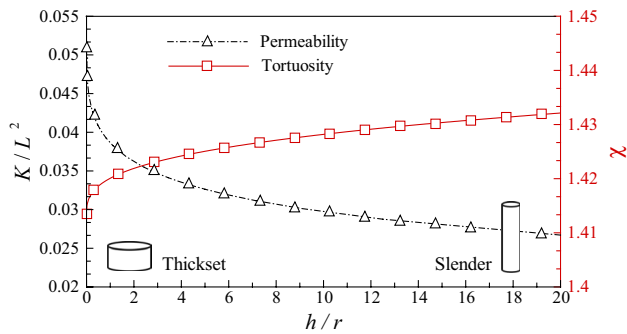 Permeability
Tortuosity
0.055
0.05
0.045
0.04
0.035
0.03
0.025
0.02
K / L²
1.45
1.44
1.43
1.42
1.41
1.4
χ
Thickset
Slender
0 2 4 6 8 10 12 14 16 18 20
h / r